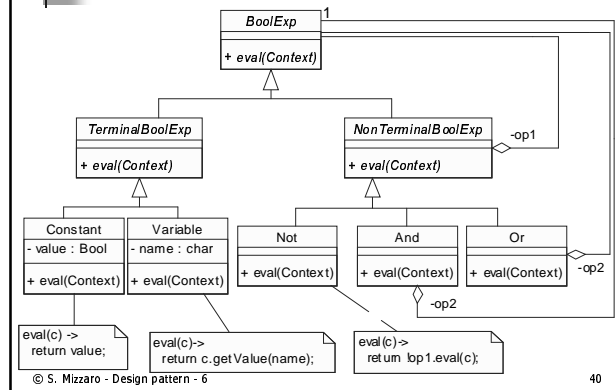 BoolExp
1
+ eval(Context)
TerminalBoolExp
+ eval(Context)
NonTerminalBoolExp
+ eval(Context)
-op1
Constant
- value : Bool
+ eval(Context)
Variable
- name : char
+ eval(Context)
Not
+ eval(Context)
And
+ eval(Context)
Or
+ eval(Context)
-op2
-op2
eval(c) ->
return value;
eval(c)->
return c.getValue(name);
eval(c)->
return !op1.eval(c);
© S. Mizzaro - Design pattern - 6
40